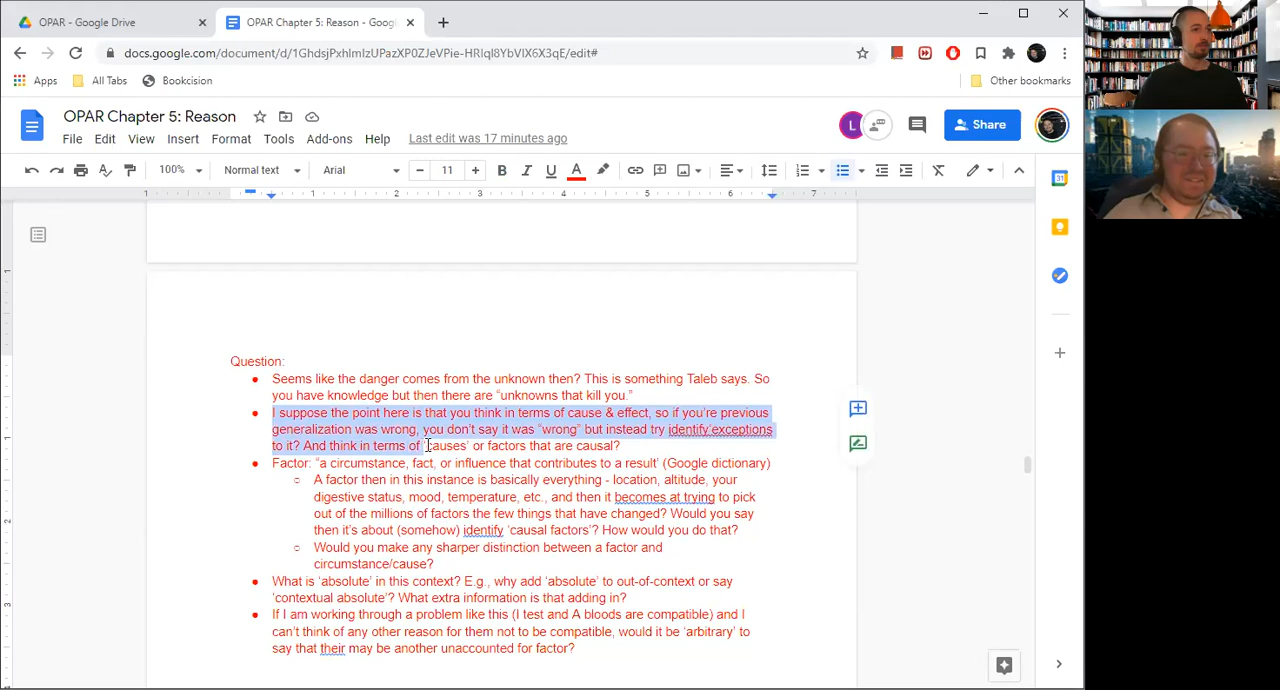 OPAR - Google Drive
OPAR Chapter 5: Reason - Goog
docs.google.com/document/d/1GhdsjPxhlmIzUPazXP0ZJeVPie-HRlql8YbVlX6X3qE/edit#
Apps
All Tabs
Bookcision
Other bookmarks
OPAR Chapter 5: Reason
L
Share
File Edit View Insert Format Tools Add-ons Help Last edit was 17 minutes ago
100% Normal text Arial 11 B I U A
1 1 2 3 4 5 6 7
Question:
Seems like the danger comes from the unknown then? This is something Taleb says. So
you have knowledge but then there are “unknowns that kill you.”
I suppose the point here is that you think in terms of cause & effect, so if you’re previous
generalization was wrong, you don’t say it was “wrong” but instead try identify exceptions
to it? And think in terms of ‘causes’ or factors that are causal?
Factor: “a circumstance, fact, or influence that contributes to a result’ (Google dictionary)
A factor then in this instance is basically everything - location, altitude, your
digestive status, mood, temperature, etc., and then it becomes at trying to pick
out of the millions of factors the few things that have changed? Would you say
then it’s about (somehow) identify ‘causal factors’? How would you do that?
Would you make any sharper distinction between a factor and
circumstance/cause?
What is ‘absolute’ in this context? E.g., why add ‘absolute’ to out-of-context or say
‘contextual absolute’? What extra information is that adding in?
If I am working through a problem like this (I test and A bloods are compatible) and I
can’t think of any other reason for them not to be compatible, would it be ‘arbitrary’ to
say that their may be another unaccounted for factor?